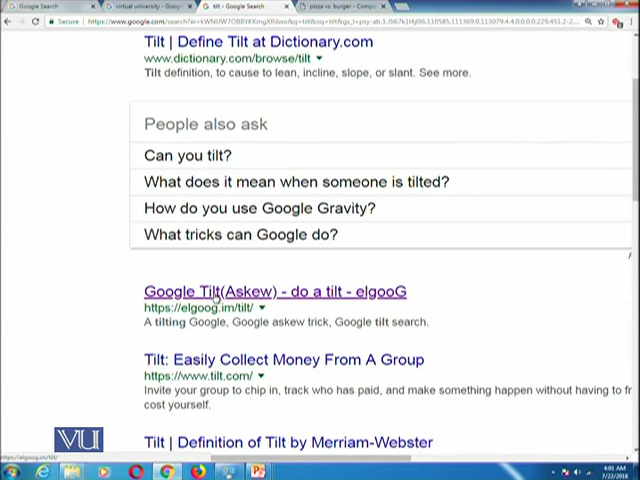 Google Search
virtual university - Goog
tilt - Google Search
pizza vs. burger - Comp
Secure
Tilt | Define Tilt at Dictionary.com
www.dictionary.com/browse/tilt
Tilt definition, to cause to lean, incline, slope, or slant. See more.
People also ask
Can you tilt?
What does it mean when someone is tilted?
How do you use Google Gravity?
What tricks can Google do?
Google Tilt(Askew) - do a tilt - elgooG
https://elgoog.im/tilt/
A tilting Google, Google askew trick, Google tilt search.
Tilt: Easily Collect Money From A Group
https://www.tilt.com/
Invite your group to chip in, track who has paid, and make something happen without having to fr
cost yourself.
VU
Tilt | Definition of Tilt by Merriam-Webster
https://elgoog.im/tilt/
4:01 AM
7/22/2018